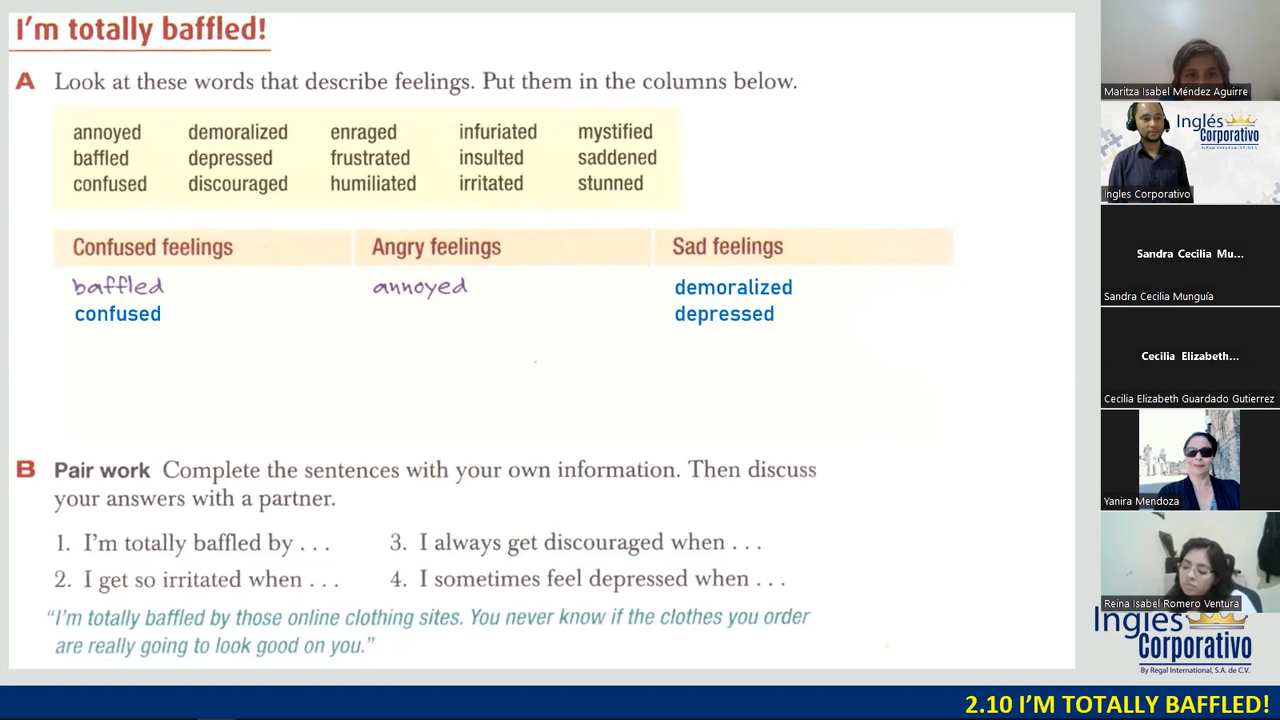 I'm totally baffled!
A Look at these words that describe feelings. Put them in the columns below.
annoyed demoralized enraged infuriated mystified
baffled depressed frustrated insulted saddened
confused discouraged humiliated irritated stunned
Confused feelings Angry feelings Sad feelings
baffled annoyed demoralized
confused depressed
B Pair work Complete the sentences with your own information. Then discuss
your answers with a partner.
1. I'm totally baffled by . . . 3. I always get discouraged when . . .
2. I get so irritated when . . . 4. I sometimes feel depressed when . . .
"I'm totally baffled by those online clothing sites. You never know if the clothes you order
are really going to look good on you."
Maritza Isabel Méndez Aguirre
Inglés
Corporativo
By Regal International, S.A. de C.V.
Ingles Corporativo
Sandra Cecilia Mu...
Sandra Cecilia Munguía
Cecilia Elizabeth...
Cecilia Elizabeth Guardado Gutierrez
Yanira Mendoza
Reina Isabel Romero Ventura
Inglés
Corporativo
By Regal International, S.A. de C.V.
2.10 I'M TOTALLY BAFFLED!